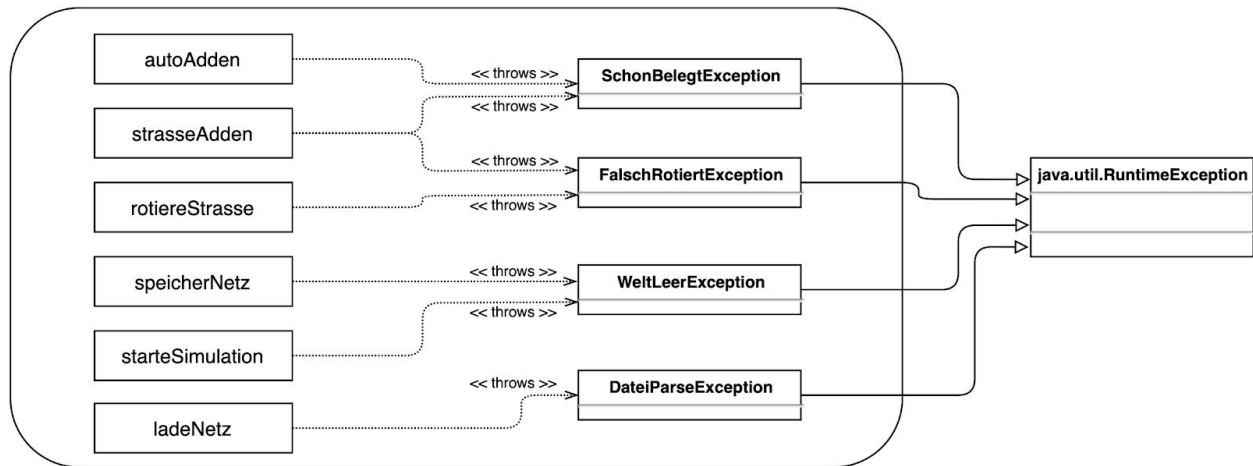 autoAdden
<< throws >>
SchonBelegtException
<< throws >>
strasseAdden
<< throws >>
FalschRotiertException
java.util.RuntimeException
rotiereStrasse
<< throws >>
speicherNetz
<< throws >>
WeltLeerException
<< throws >>
starteSimulation
<< throws >>
DateiParseException
ladeNetz